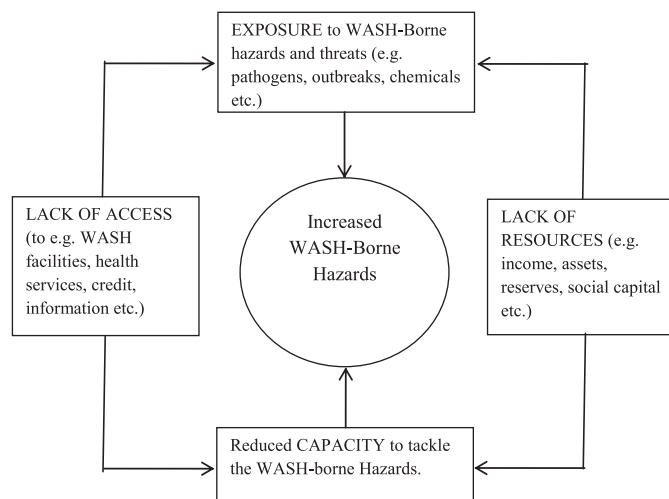 EXPOSURE to WASH-Borne
hazards and threats (e.g.
pathogens, outbreaks, chemicals
etc.)
LACK OF ACCESS
(to e.g. WASH
facilities, health
services, credit,
information etc.)
Increased
WASH-Borne
Hazards
LACK OF
RESOURCES (e.g.
income, assets,
reserves, social capital
etc.)
Reduced CAPACITY to tackle
the WASH-borne Hazards.